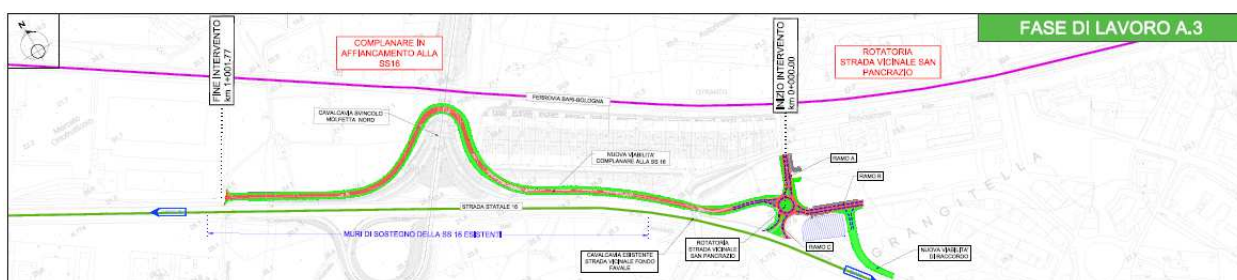 FASE DI LAVORO A.3
N
COMPLANARE IN
AFFIANCAMENTO ALLA
SS16
ROTATORIA
STRADA VICINALE SAN
PANCRAZIO
FINE INTERVENTO
km 1+001.77
INIZIO INTERVENTO
km 0+000.00
FERROVIA BARI-BOLOGNA
CAVALCAVIA SVINCOLO
MOLFETTA NORD
NUOVA VIABILITA'
COMPLANARE ALLA SS 16
RAMO A
RAMO B
STRADA STATALE 16
MURI DI SOSTEGNO DELLA SS 16 ESISTENTI
CAVALCAVIA ESISTENTE
STRADA VICINALE FONDO
FAVALE
ROTATORIA
STRADA VICINALE
SAN PANCRAZIO
RAMO C
NUOVA VIABILITA'
DI RACCORDO
GRANGITELLA